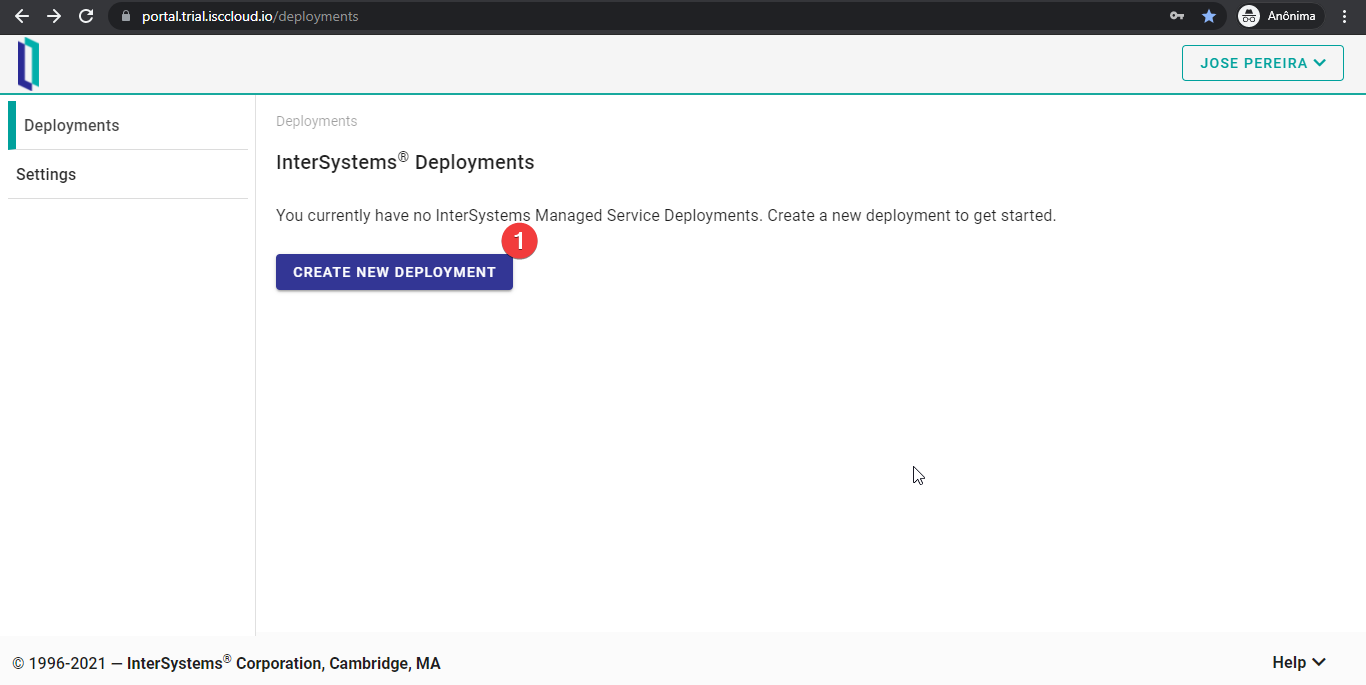 portal.trial.isccloud.io/deployments
Anônima
JOSE PEREIRA
Deployments
Settings
Deployments
InterSystems® Deployments
You currently have no InterSystems Managed Service Deployments. Create a new deployment to get started.
1
CREATE NEW DEPLOYMENT
© 1996-2021 — InterSystems® Corporation, Cambridge, MA
Help